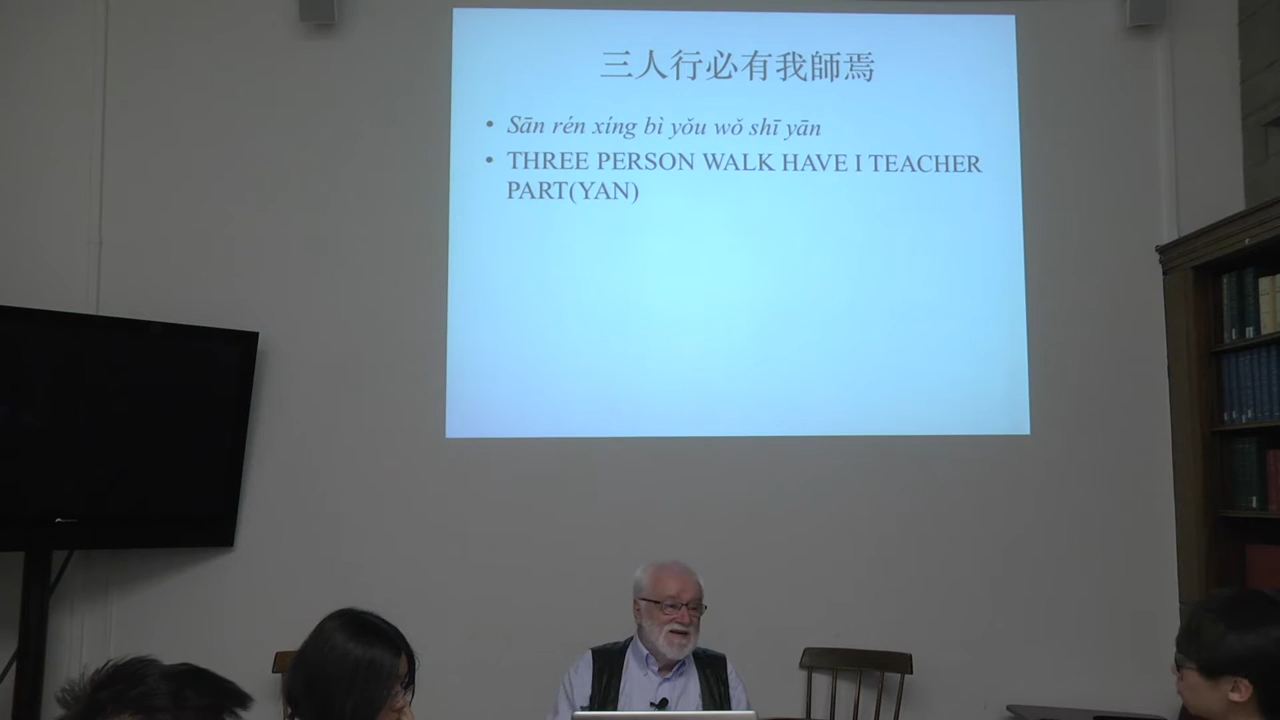 三人行必有我師焉
• Sān rén xíng bì yǒu wǒ shī yān
• THREE PERSON WALK HAVE I TEACHER
PART(YAN)